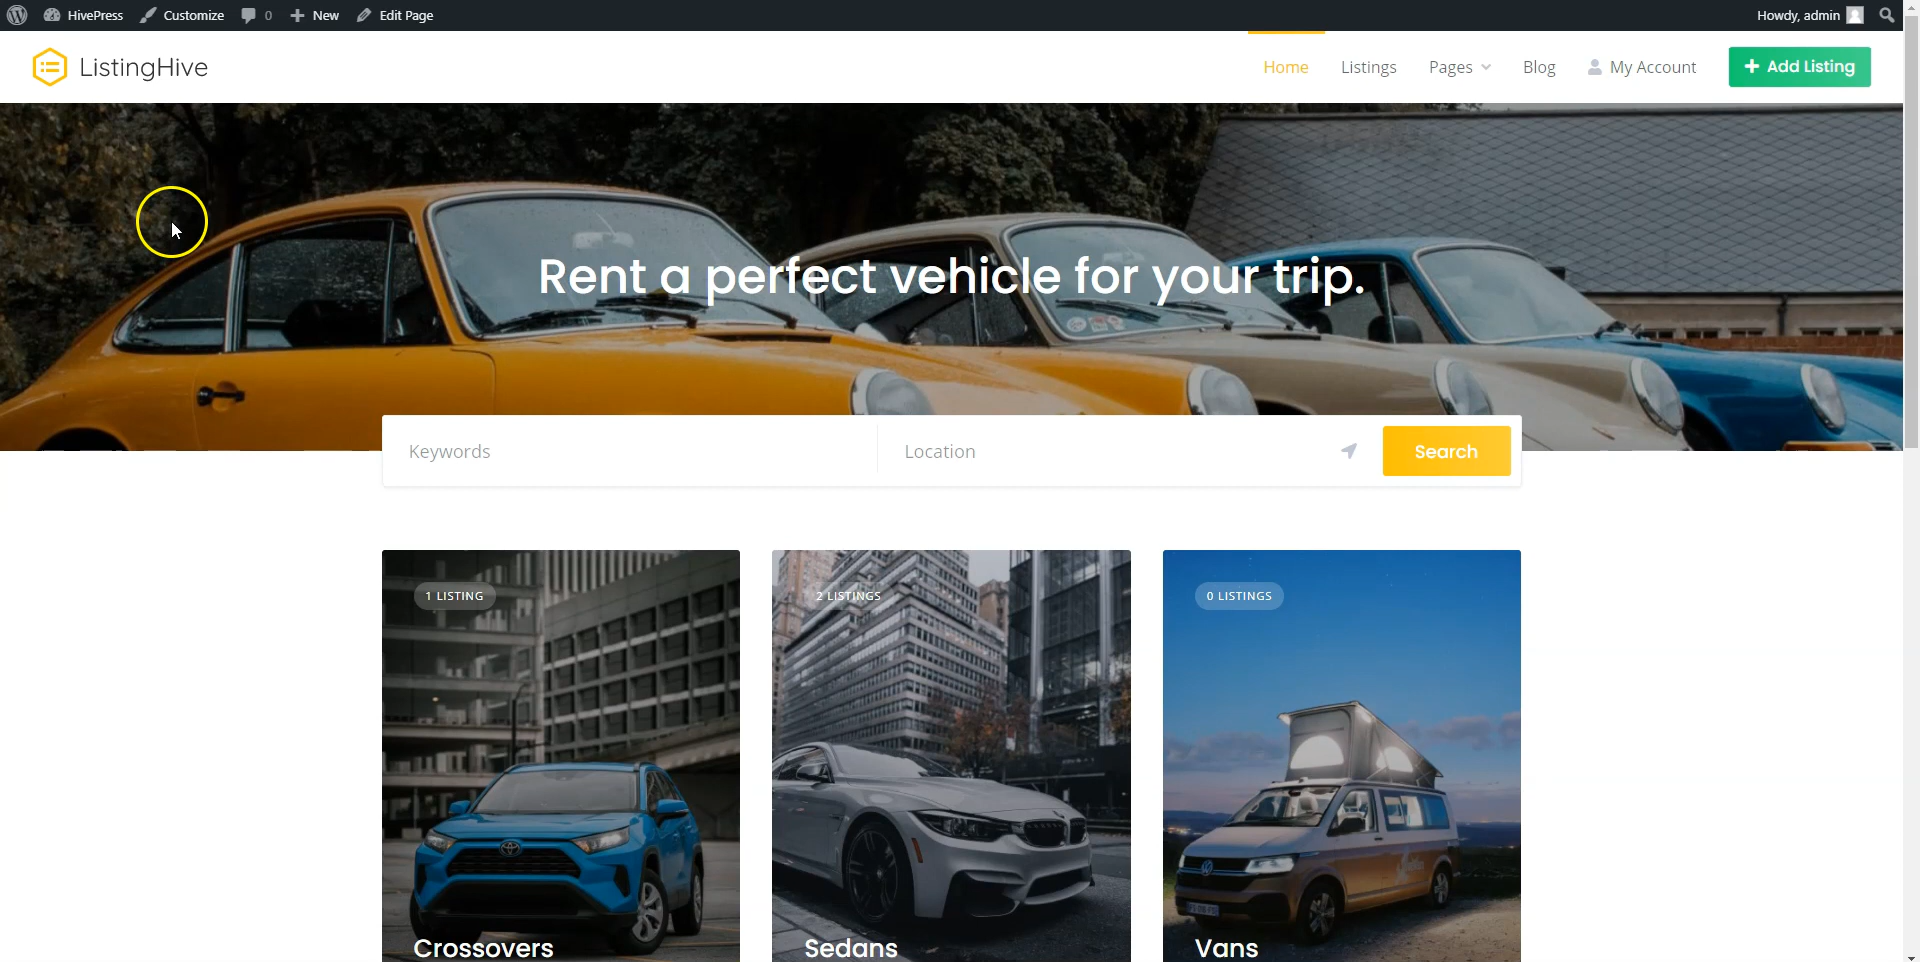 HivePress Customize 0 New Edit Page Howdy, admin
ListingHive Home Listings Pages Blog My Account Add Listing
Rent a perfect vehicle for your trip.
Keywords Location Search
1 LISTING 2 LISTINGS 0 LISTINGS
Crossovers Sedans Vans